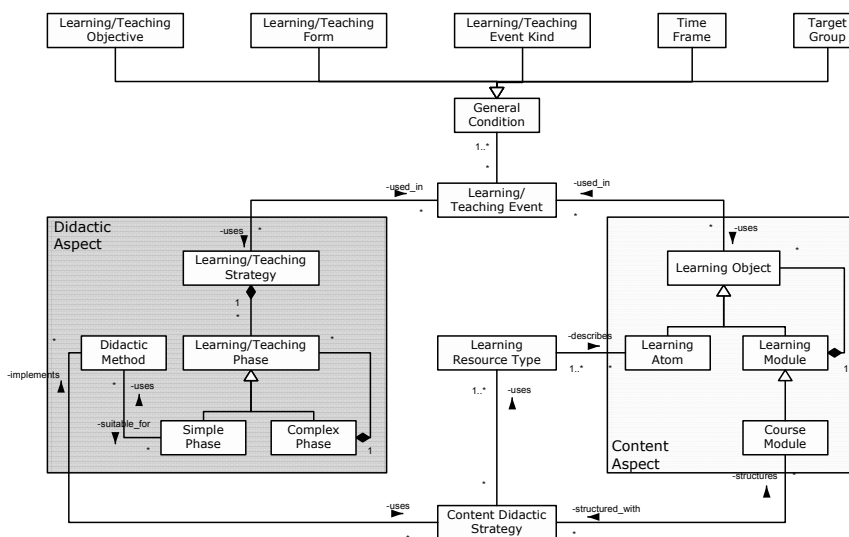 Learning/Teaching
Objective
Learning/Teaching
Form
Learning/Teaching
Event Kind
Time
Frame
Target
Group
General
Condition
1..*
*
-used_in
Learning/
Teaching Event
-used_in
*
*
Didactic
Aspect
-uses
*
*
-uses
Learning/Teaching
Strategy
Learning Object
*
1
*
*
Didactic
Method
Learning/Teaching
Phase
*
Learning
Resource Type
-describes
Learning
Atom
Learning
Module
1..*
*
1
-implements
*
-uses
1..*
-uses
-suitable_for
Simple
Phase
Complex
Phase
*
1
Course
Module
Content
Aspect
*
*
-structures
-uses
Content Didactic
Strategy
-structured_with
*
*